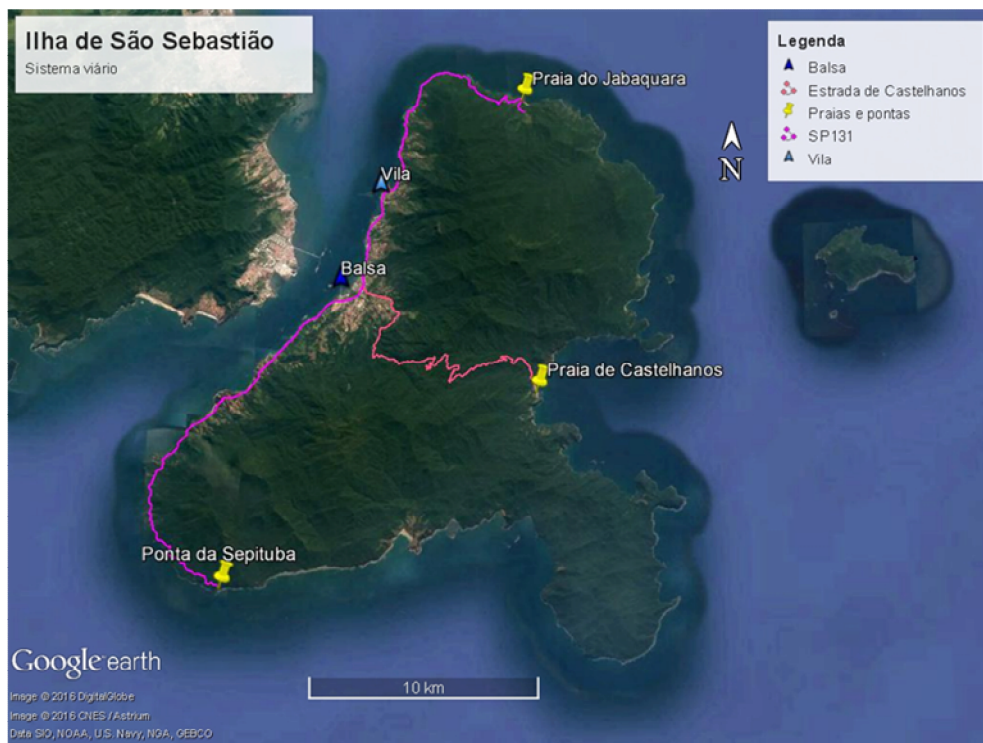 Ilha de São Sebastião
Sistema viário
Legenda
Balsa
Estrada de Castelhanos
Praias e pontas
SP131
Vila
N
Praia do Jabaquara
Vila
Balsa
Praia de Castelhanos
Ponta da Sepituba
Google earth
10 km
Image © 2016 DigitalGlobe
Image © 2016 CNES / Astrium
Data SIO, NOAA, U.S. Navy, NGA, GEBCO